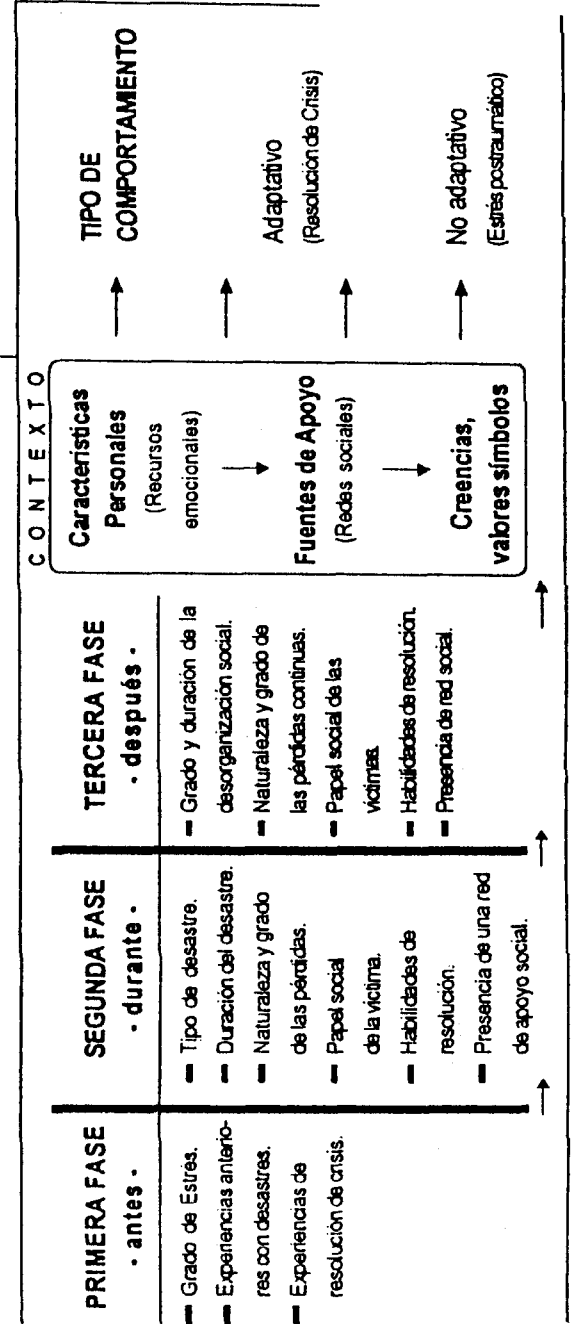 PRIMERA FASE
- antes -
━ Grado de Estrés.
━ Experiencias anterio-
res con desastres.
━ Experiencias de
resolución de crisis.
SEGUNDA FASE
- durante -
━ Tipo de desastre.
━ Duración del desastre.
━ Naturaleza y grado
de las pérdidas.
━ Papel social
de la víctima.
━ Habilidades de
resolución.
━ Presencia de una red
de apoyo social.
TERCERA FASE
- después -
━ Grado y duración de la
desorganización social.
━ Naturaleza y grado de
las pérdidas continuas.
━ Papel social de las
víctimas.
━ Habilidades de resolución.
━ Presencia de red social.
CONTEXTO
Características
Personales
(Recursos
emocionales)
Fuentes de Apoyo
(Redes sociales)
Creencias,
valores símbolos
TIPO DE
COMPORTAMIENTO
Adaptativo
(Resolución de Crisis)
No adaptativo
(Estrés postraumático)